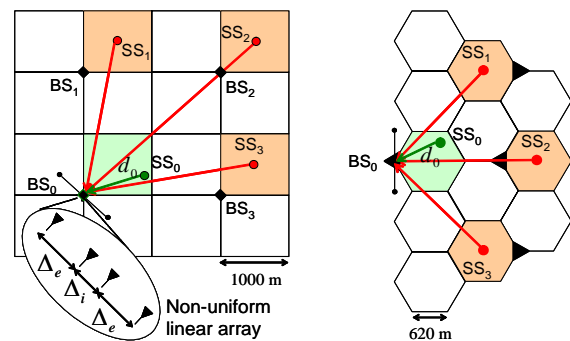 SS1
SS2
BS1
BS2
SS3
d0
SS0
BS0
BS3
Δe
Δi
Δe
1000 m
Non-uniform
linear array
SS1
SS0
BS0
d0
SS2
SS3
620 m